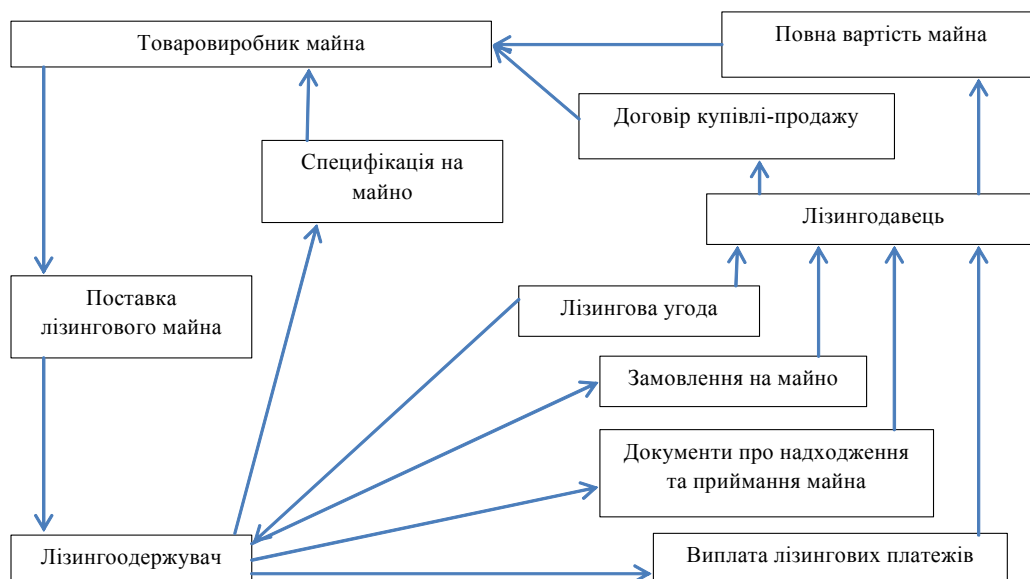 Товаровиробник майна
Повна вартість майна
Договір купівлі-продажу
Специфікація на
майно
Лізингодавець
Поставка
лізингового майна
Лізингова угода
Замовлення на майно
Документи про надходження
та приймання майна
Лізингоодержувач
Виплата лізингових платежів